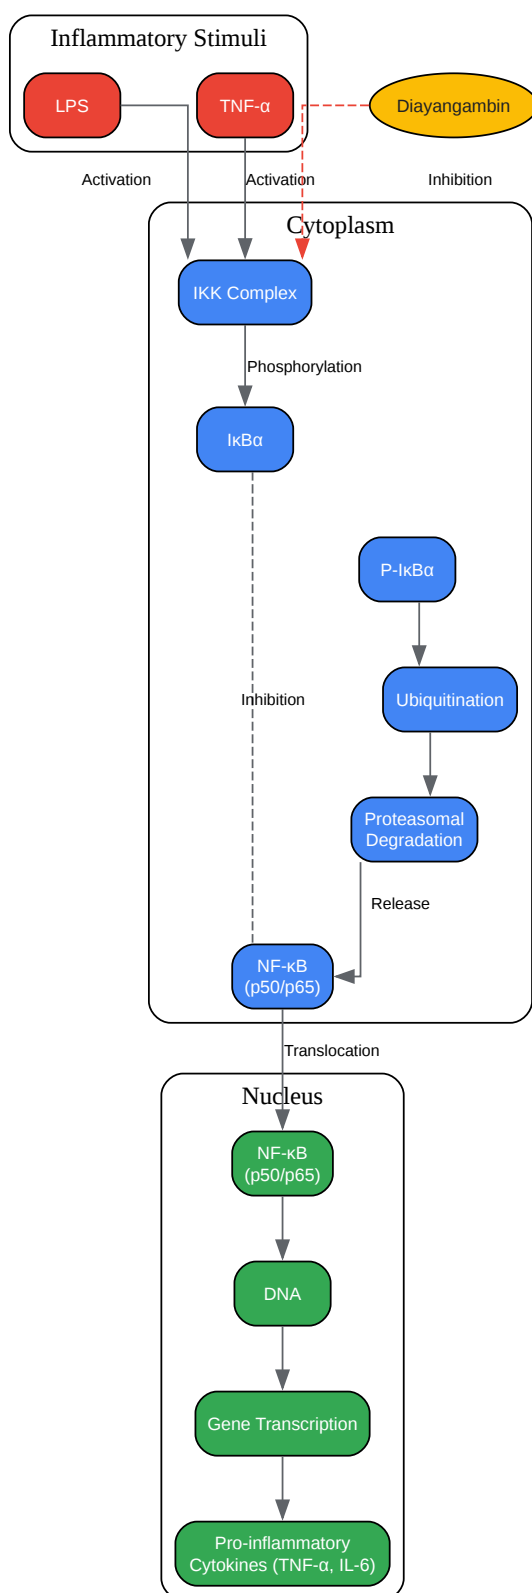 Inflammatory Stimuli
LPS
TNF-α
Diayangambin
Activation
Activation
Inhibition
Cytoplasm
IKK Complex
Phosphorylation
IκBα
P-IκBα
Ubiquitination
Inhibition
Proteasomal
Degradation
Release
NF-κB
(p50/p65)
Translocation
Nucleus
NF-κB
(p50/p65)
DNA
Gene Transcription
Pro-inflammatory
Cytokines (TNF-α, IL-6)